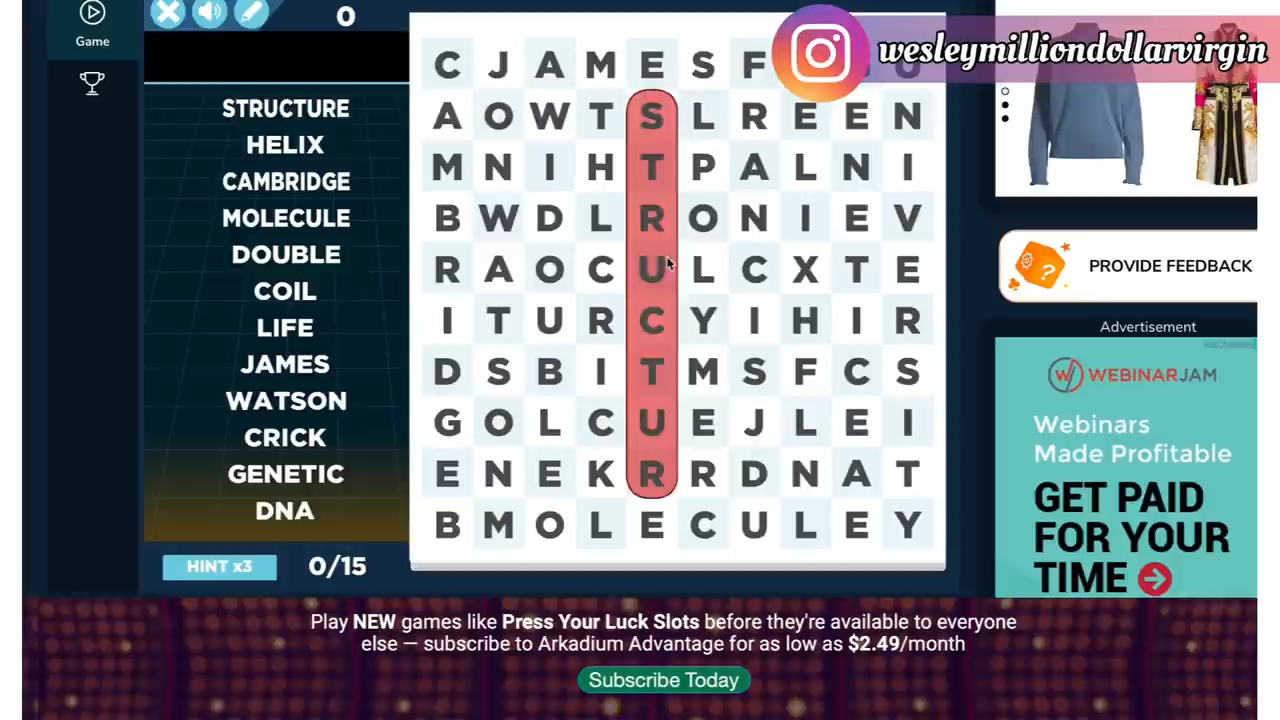 Game
0
wesleymilliondollarvirgin
STRUCTURE
HELIX
CAMBRIDGE
MOLECULE
DOUBLE
COIL
LIFE
JAMES
WATSON
CRICK
GENETIC
DNA
HINT x3
0/15
C J A M E S F
A O W T S L R E E N
M N I H T P A L N I
B W D L R O N I E V
R A O C U L C X T E
I T U R C Y I H I R
D S B I T M S F C S
G O L C U E J L E I
E N E K R R D N A T
B M O L E C U L E Y
PROVIDE FEEDBACK
Advertisement
WEBINARJAM
Webinars
Made Profitable
GET PAID
FOR YOUR
TIME
Play NEW games like Press Your Luck Slots before they're available to everyone
else — subscribe to Arkadium Advantage for as low as $2.49/month
Subscribe Today